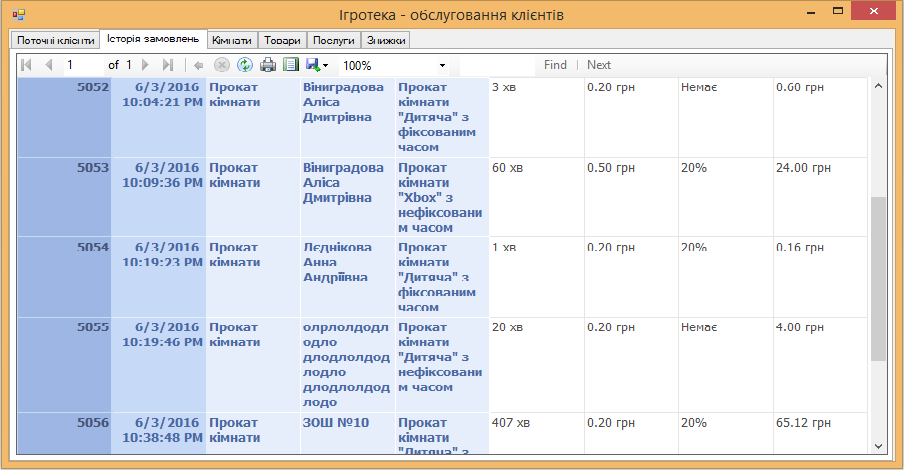 Ігротека - обслуговання клієнтів
Поточні клієнти Історія замовлень Кімнати Товари Послуги Знижки
1 of 1 100% Find Next
5052 6/3/2016 Прокат Віниградова Прокат 3 хв 0.20 грн Немає 0.60 грн
10:04:21 PM кімнати Аліса кімнати
Дмитрівна "Дитяча" з
фіксованим
часом
5053 6/3/2016 Прокат Віниградова Прокат 60 хв 0.50 грн 20% 24.00 грн
10:09:36 PM кімнати Аліса кімнати
Дмитрівна "Xbox" з
нефіксовани
м часом
5054 6/3/2016 Прокат Лєднікова Прокат 1 хв 0.20 грн 20% 0.16 грн
10:19:23 PM кімнати Анна кімнати
Андріївна "Дитяча" з
фіксованим
часом
5055 6/3/2016 Прокат олрлолдодл Прокат 20 хв 0.20 грн Немає 4.00 грн
10:19:46 PM кімнати одло кімнати
длодлолдод "Дитяча" з
лодло нефіксовани
длодлолдод м часом
лодо
5056 6/3/2016 Прокат ЗОШ №10 Прокат 407 хв 0.20 грн 20% 65.12 грн
10:38:48 PM кімнати кімнати
"Дитяча" з